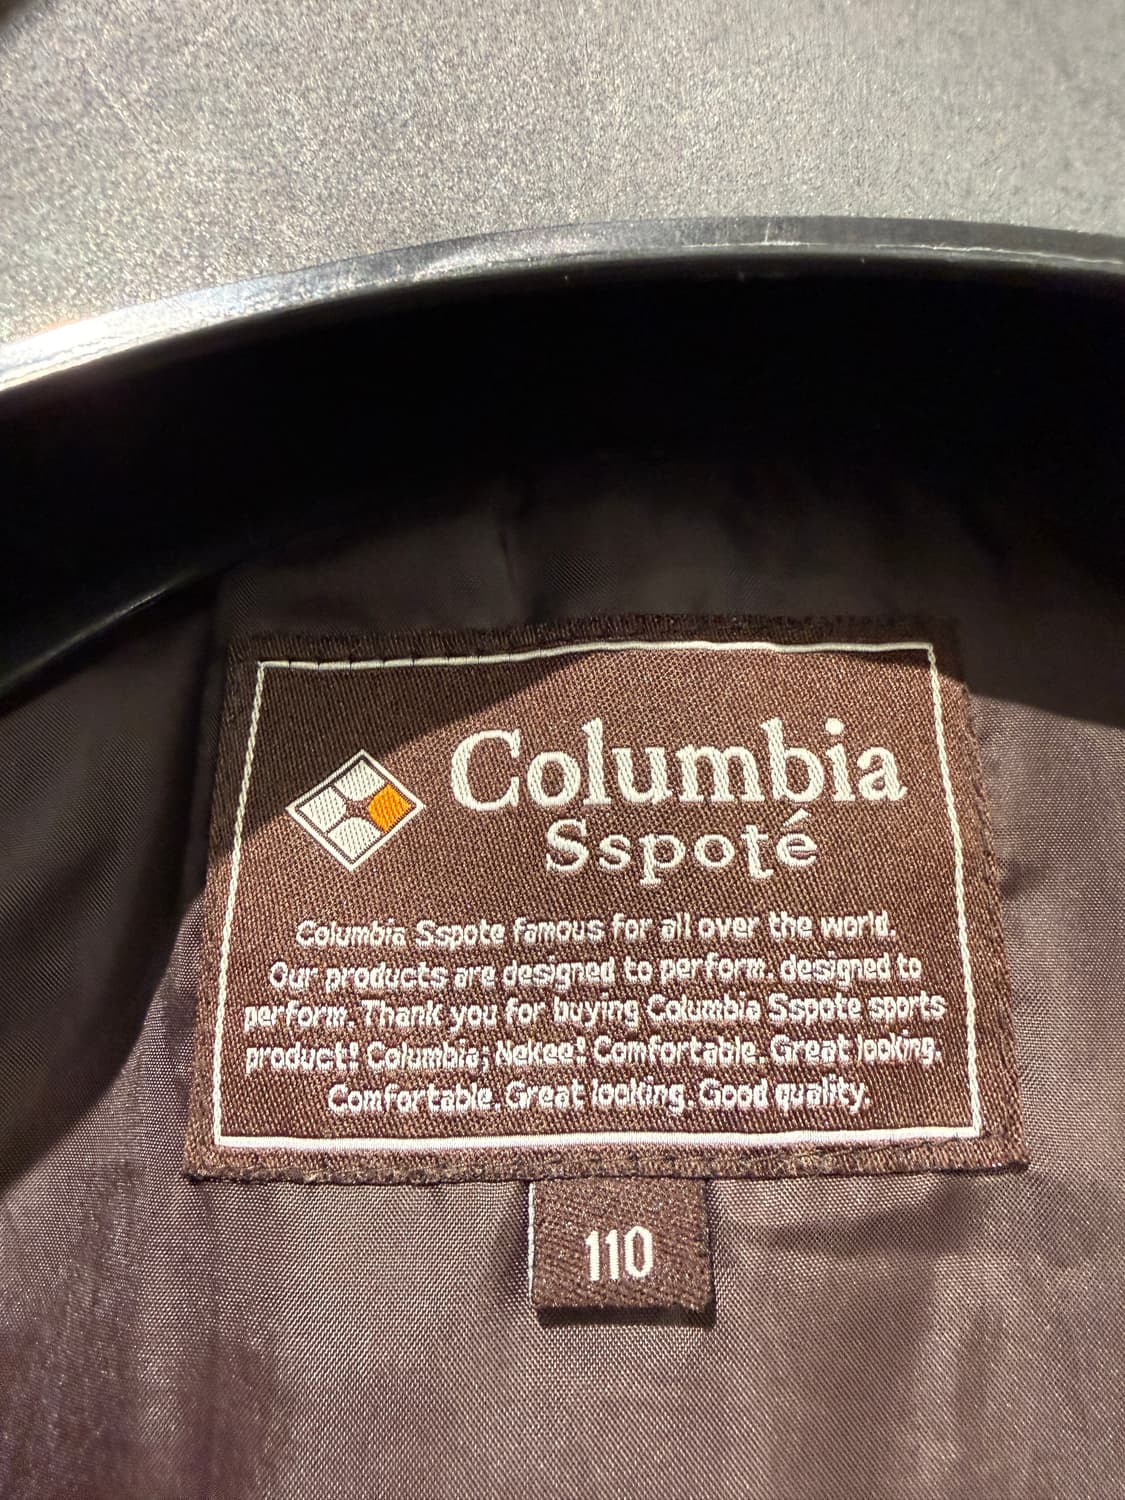 Columbia
Sspoté
Columbia Sspote famous for all over the world.
Our products are designed to perform. designed to
perform. Thank you for buying Columbia Sspote sports
product! Columbia; Nekee! Comfortable. Great looking.
Comfortable. Great looking. Good quality.
110